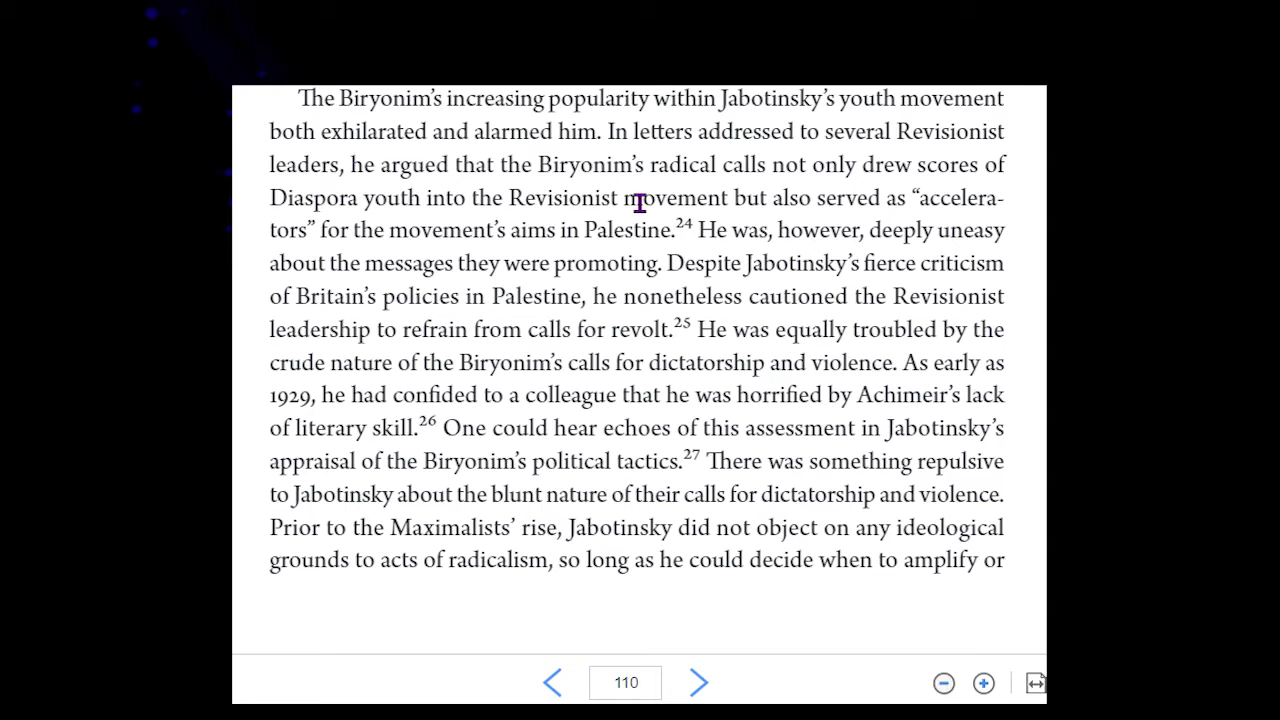 The Biryonim’s increasing popularity within Jabotinsky’s youth movement
both exhilarated and alarmed him. In letters addressed to several Revisionist
leaders, he argued that the Biryonim’s radical calls not only drew scores of
Diaspora youth into the Revisionist movement but also served as “accelera-
tors” for the movement’s aims in Palestine.24 He was, however, deeply uneasy
about the messages they were promoting. Despite Jabotinsky’s fierce criticism
of Britain’s policies in Palestine, he nonetheless cautioned the Revisionist
leadership to refrain from calls for revolt.25 He was equally troubled by the
crude nature of the Biryonim’s calls for dictatorship and violence. As early as
1929, he had confided to a colleague that he was horrified by Achimeir’s lack
of literary skill.26 One could hear echoes of this assessment in Jabotinsky’s
appraisal of the Biryonim’s political tactics.27 There was something repulsive
to Jabotinsky about the blunt nature of their calls for dictatorship and violence.
Prior to the Maximalists’ rise, Jabotinsky did not object on any ideological
grounds to acts of radicalism, so long as he could decide when to amplify or
110